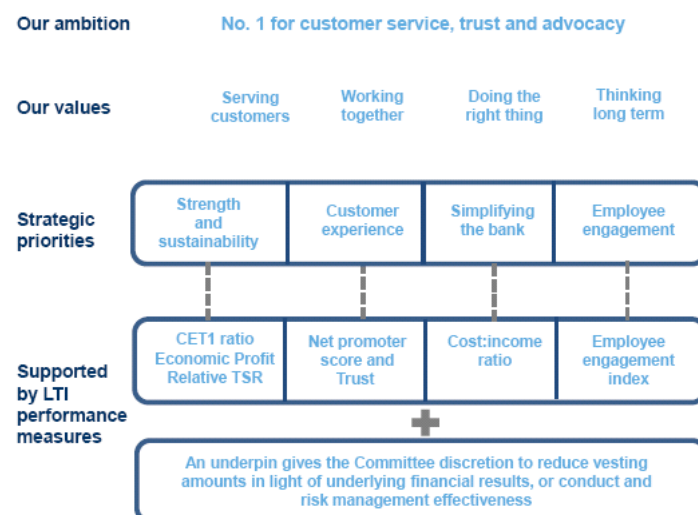 Our ambition
No. 1 for customer service, trust and advocacy
Our values
Serving
customers
Working
together
Doing the
right thing
Thinking
long term
Strategic
priorities
Strength
and
sustainability
Customer
experience
Simplifying
the bank
Employee
engagement
Supported
by LTI
performance
measures
CET1 ratio
Economic Profit
Relative TSR
Net promoter
score and
Trust
Cost:income
ratio
Employee
engagement
index
An underpin gives the Committee discretion to reduce vesting
amounts in light of underlying financial results, or conduct and
risk management effectiveness